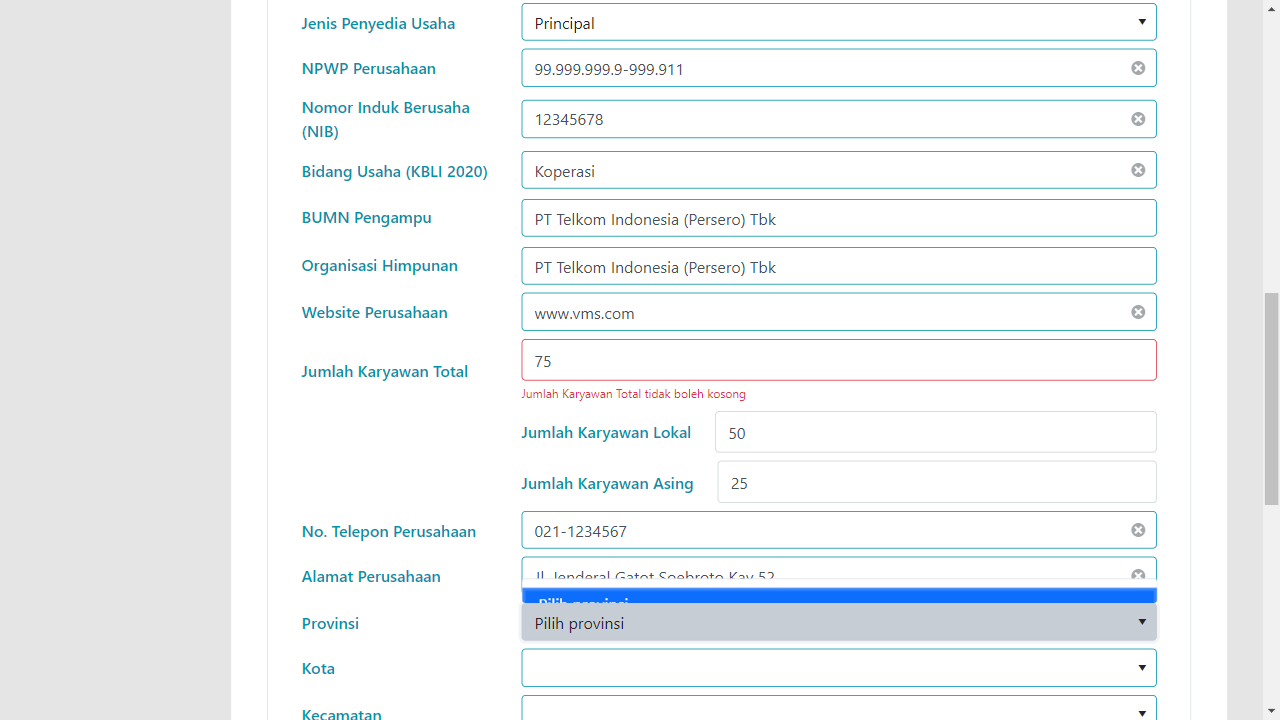 Jenis Penyedia Usaha
Principal
NPWP Perusahaan
99.999.999.9-999.911
Nomor Induk Berusaha
(NIB)
12345678
Bidang Usaha (KBLI 2020)
Koperasi
BUMN Pengampu
PT Telkom Indonesia (Persero) Tbk
Organisasi Himpunan
PT Telkom Indonesia (Persero) Tbk
Website Perusahaan
www.vms.com
Jumlah Karyawan Total
75
Jumlah Karyawan Total tidak boleh kosong
Jumlah Karyawan Lokal
50
Jumlah Karyawan Asing
25
No. Telepon Perusahaan
021-1234567
Alamat Perusahaan
Jl. Jenderal Gatot Soebroto Kav 52
Pilih provinsi
Provinsi
Pilih provinsi
Kota
Kecamatan